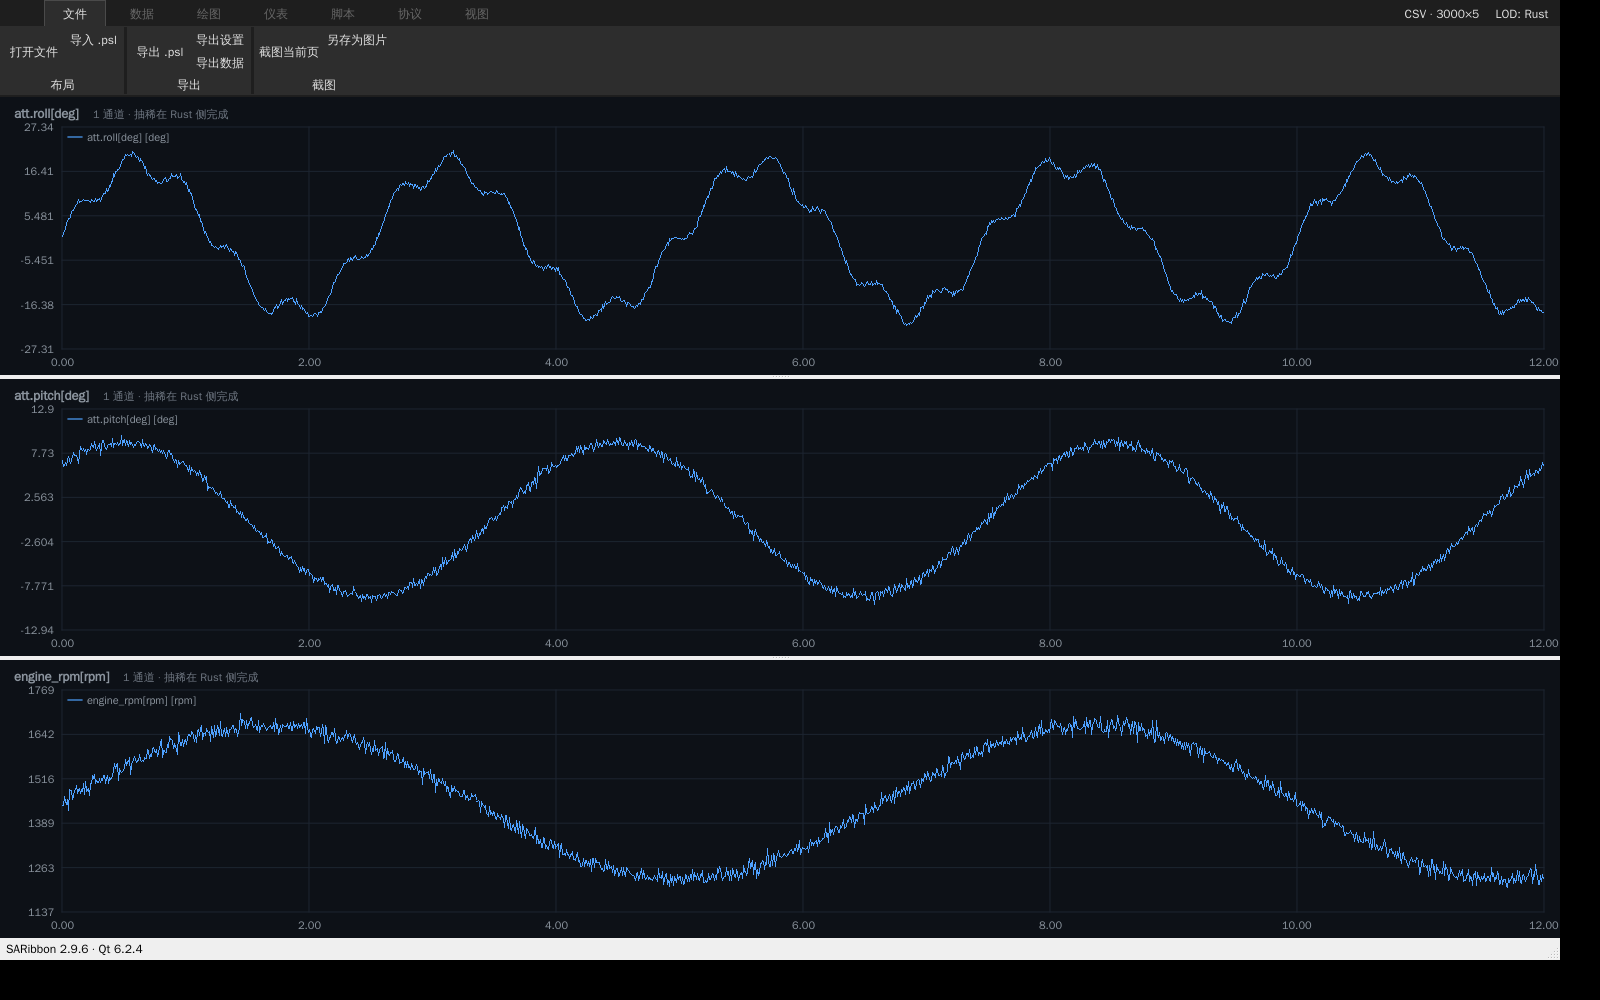 文件 数据 绘图 仪表 脚本 协议 视图 CSV · 3000×5 LOD: Rust
打开文件 导入 .psl 导出 .psl 导出设置 截图当前页 另存为图片
导出数据
布局 导出 截图
att.roll[deg] 1 通道 · 抽稀在 Rust 侧完成
27.34
att.roll[deg] [deg]
16.41
5.481
-5.451
-16.38
-27.31
0.00 2.00 4.00 6.00 8.00 10.00 12.00
att.pitch[deg] 1 通道 · 抽稀在 Rust 侧完成
12.9
att.pitch[deg] [deg]
7.73
2.563
-2.604
-7.771
-12.94
0.00 2.00 4.00 6.00 8.00 10.00 12.00
engine_rpm[rpm] 1 通道 · 抽稀在 Rust 侧完成
1769
engine_rpm[rpm] [rpm]
1642
1516
1389
1263
1137
0.00 2.00 4.00 6.00 8.00 10.00 12.00
SARibbon 2.9.6 · Qt 6.2.4